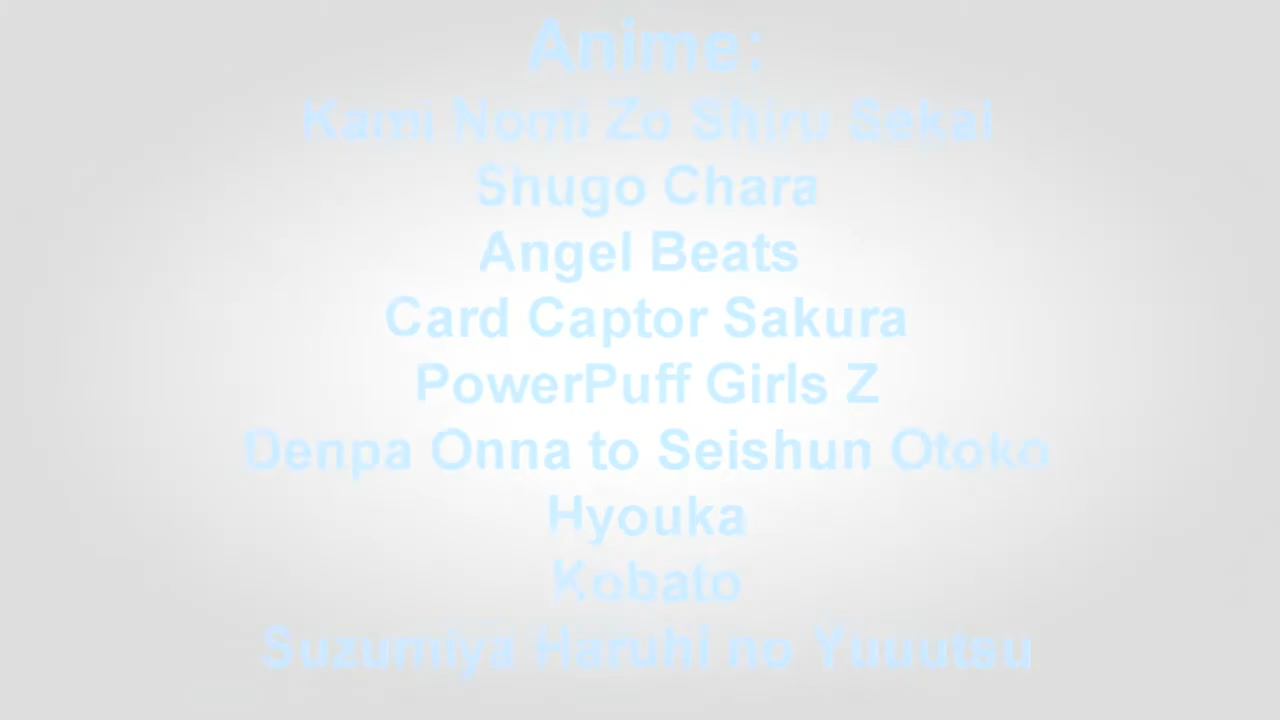 Anime:
Kami Nomi Zo Shiru Sekai
Shugo Chara
Angel Beats
Card Captor Sakura
PowerPuff Girls Z
Denpa Onna to Seishun Otoko
Hyouka
Kobato
Suzumiya Haruhi no Yuuutsu